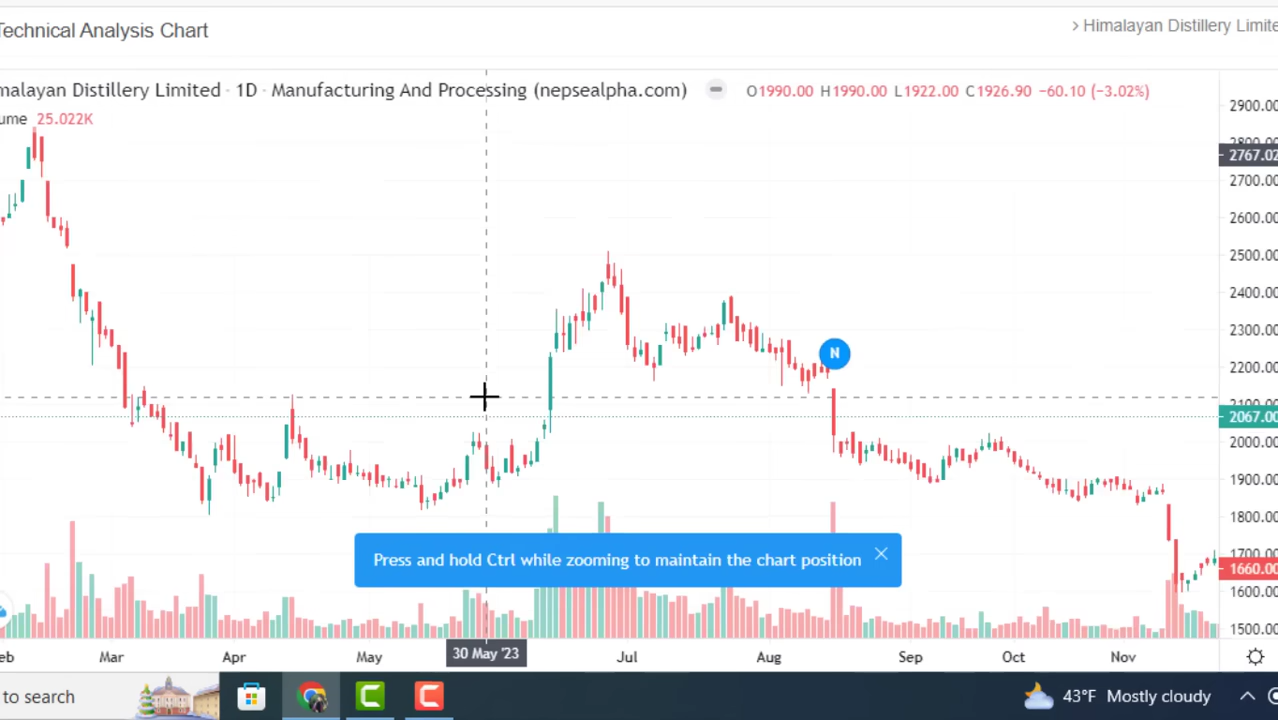 Technical Analysis Chart
> Himalayan Distillery Limite
malayan Distillery Limited · 1D · Manufacturing And Processing (nepsealpha.com) O1990.00 H1990.00 L1922.00 C1926.90 −60.10 (−3.02%)
ume 25.022K
2900.00
2800.00
2767.02
2700.00
2600.00
2500.00
2400.00
2300.00
2200.00
2100.00
2067.00
2000.00
1900.00
1800.00
1700.00
1660.00
1600.00
1500.00
N
Press and hold Ctrl while zooming to maintain the chart position
eb Mar Apr May 30 May '23 Jul Aug Sep Oct Nov
to search
43°F Mostly cloudy